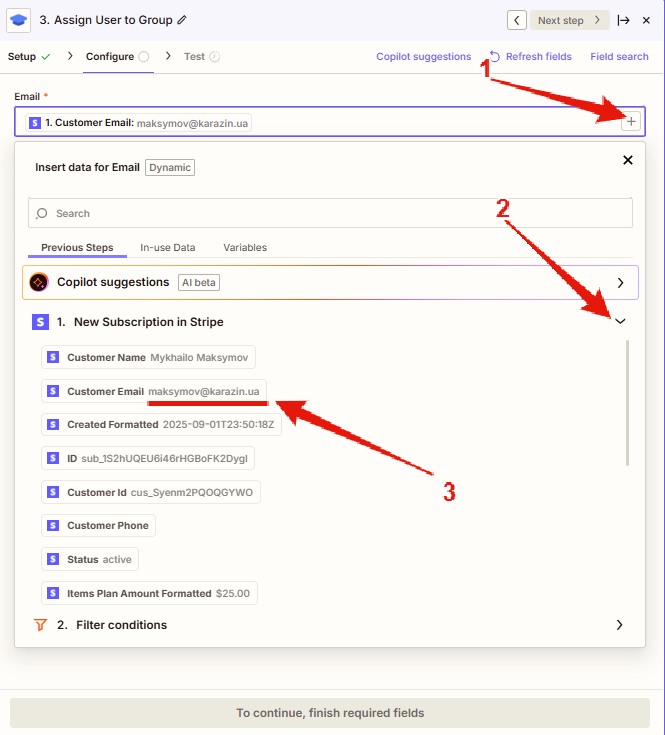 3. Assign User to Group
Next step
Setup
Configure
Test
Copilot suggestions
Refresh fields
Field search
1
Email *
1. Customer Email: maksymov@karazin.ua
Insert data for Email Dynamic
Search
2
Previous Steps
In-use Data
Variables
Copilot suggestions AI beta
1. New Subscription in Stripe
Customer Name Mykhailo Maksymov
Customer Email maksymov@karazin.ua
Created Formatted 2025-09-01T23:50:18Z
ID sub_1S2hUQEU6i46rHGBoFK2Dygl
3
Customer Id cus_Syenm2PQOQGYWO
Customer Phone
Status active
Items Plan Amount Formatted $25.00
2. Filter conditions
To continue, finish required fields